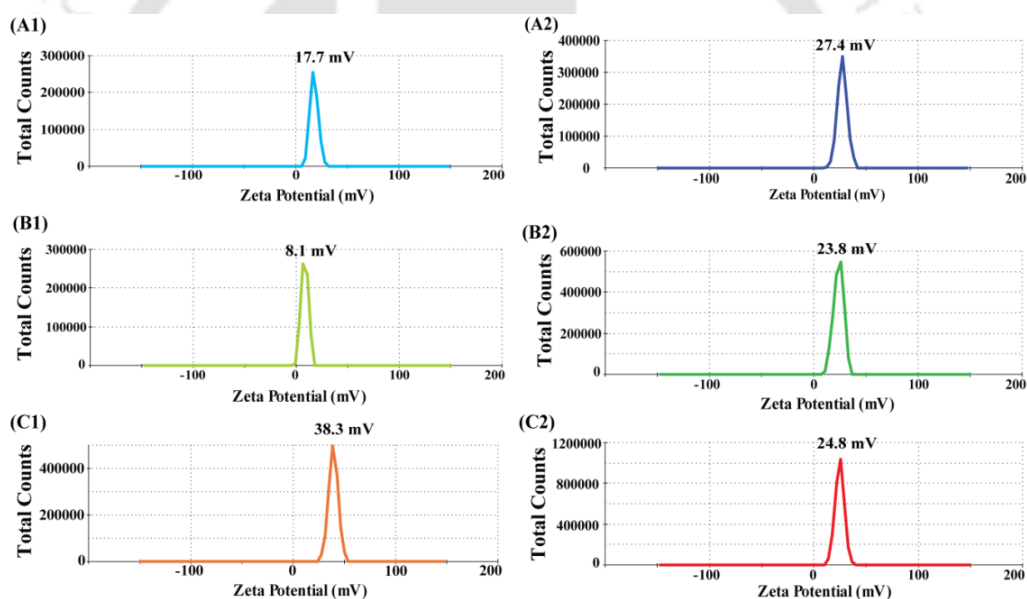 (A1)
17.7 mV
300000
200000
100000
0
Total Counts
-100
0
100
200
Zeta Potential (mV)
(A2)
27.4 mV
400000
300000
200000
100000
0
Total Counts
-100
0
100
200
Zeta Potential (mV)
(B1)
8.1 mV
300000
200000
100000
0
Total Counts
-100
0
100
200
Zeta Potential (mV)
(B2)
23.8 mV
600000
400000
200000
0
Total Counts
-100
0
100
200
Zeta Potential (mV)
(C1)
38.3 mV
400000
200000
0
Total Counts
-100
0
100
200
Zeta Potential (mV)
(C2)
24.8 mV
1200000
800000
400000
0
Total Counts
-100
0
100
200
Zeta Potential (mV)